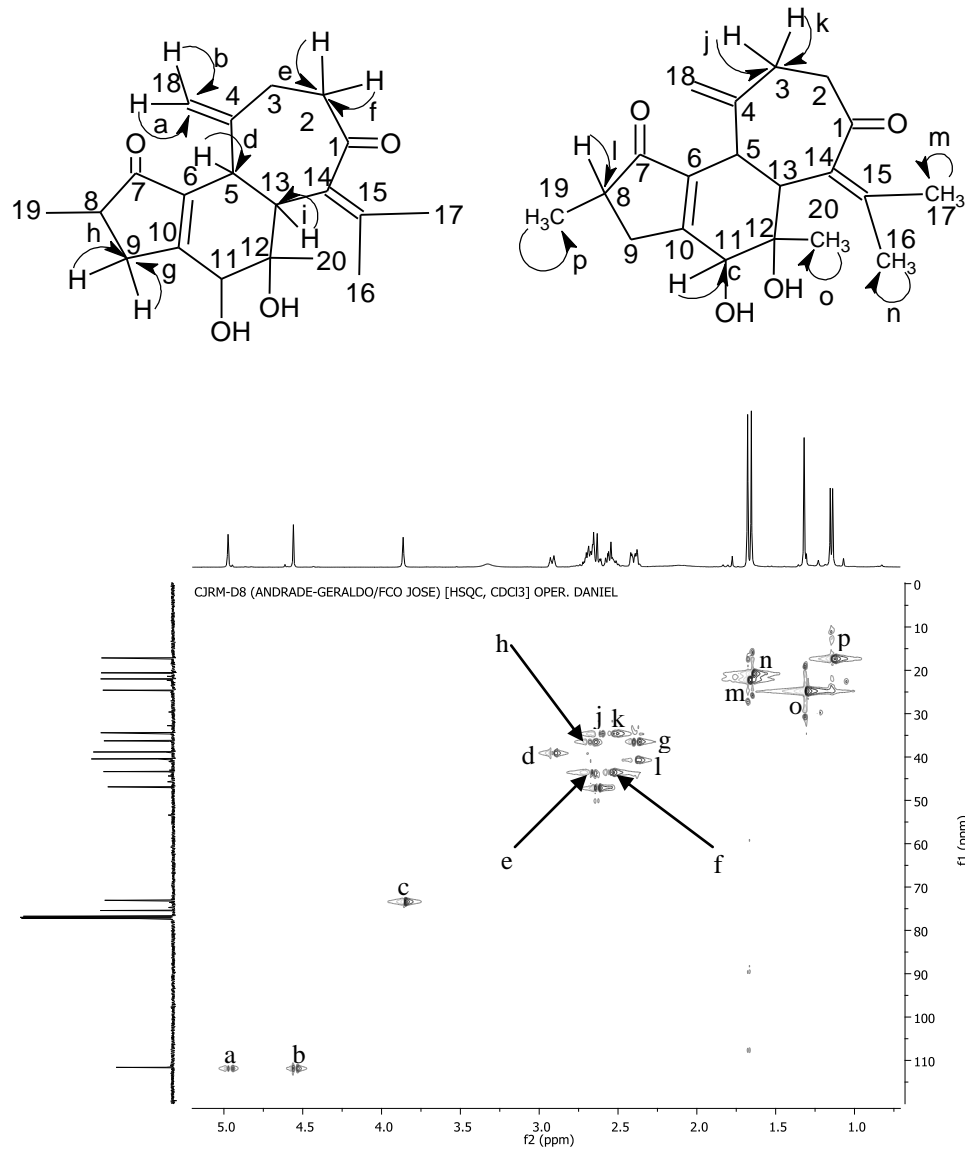 H H H
b e k
18 H j H
4 3 18 3
H f 2
a d 2 4 1 O m
O H 1 O O 5
H l 13 14
6 5 13 14 15 7 6 15
7 19 8 20 17
8 i 17 12
19 10 H H3C 10 11 CH3 16
h 9 11 12 20 9 c CH3
H g 16 p H OH o
H OH OH n
OH
CJRM-D8 (ANDRADE-GERALDO/FCO JOSE) [HSQC, CDCl3] OPER. DANIEL
0
10
h p
n 20
m o
j k 30
d g 40
l
50
e f 60
c 70
80
90
100
a b 110
f1 (ppm)
5.0 4.5 4.0 3.5 3.0 2.5 2.0 1.5 1.0
f2 (ppm)